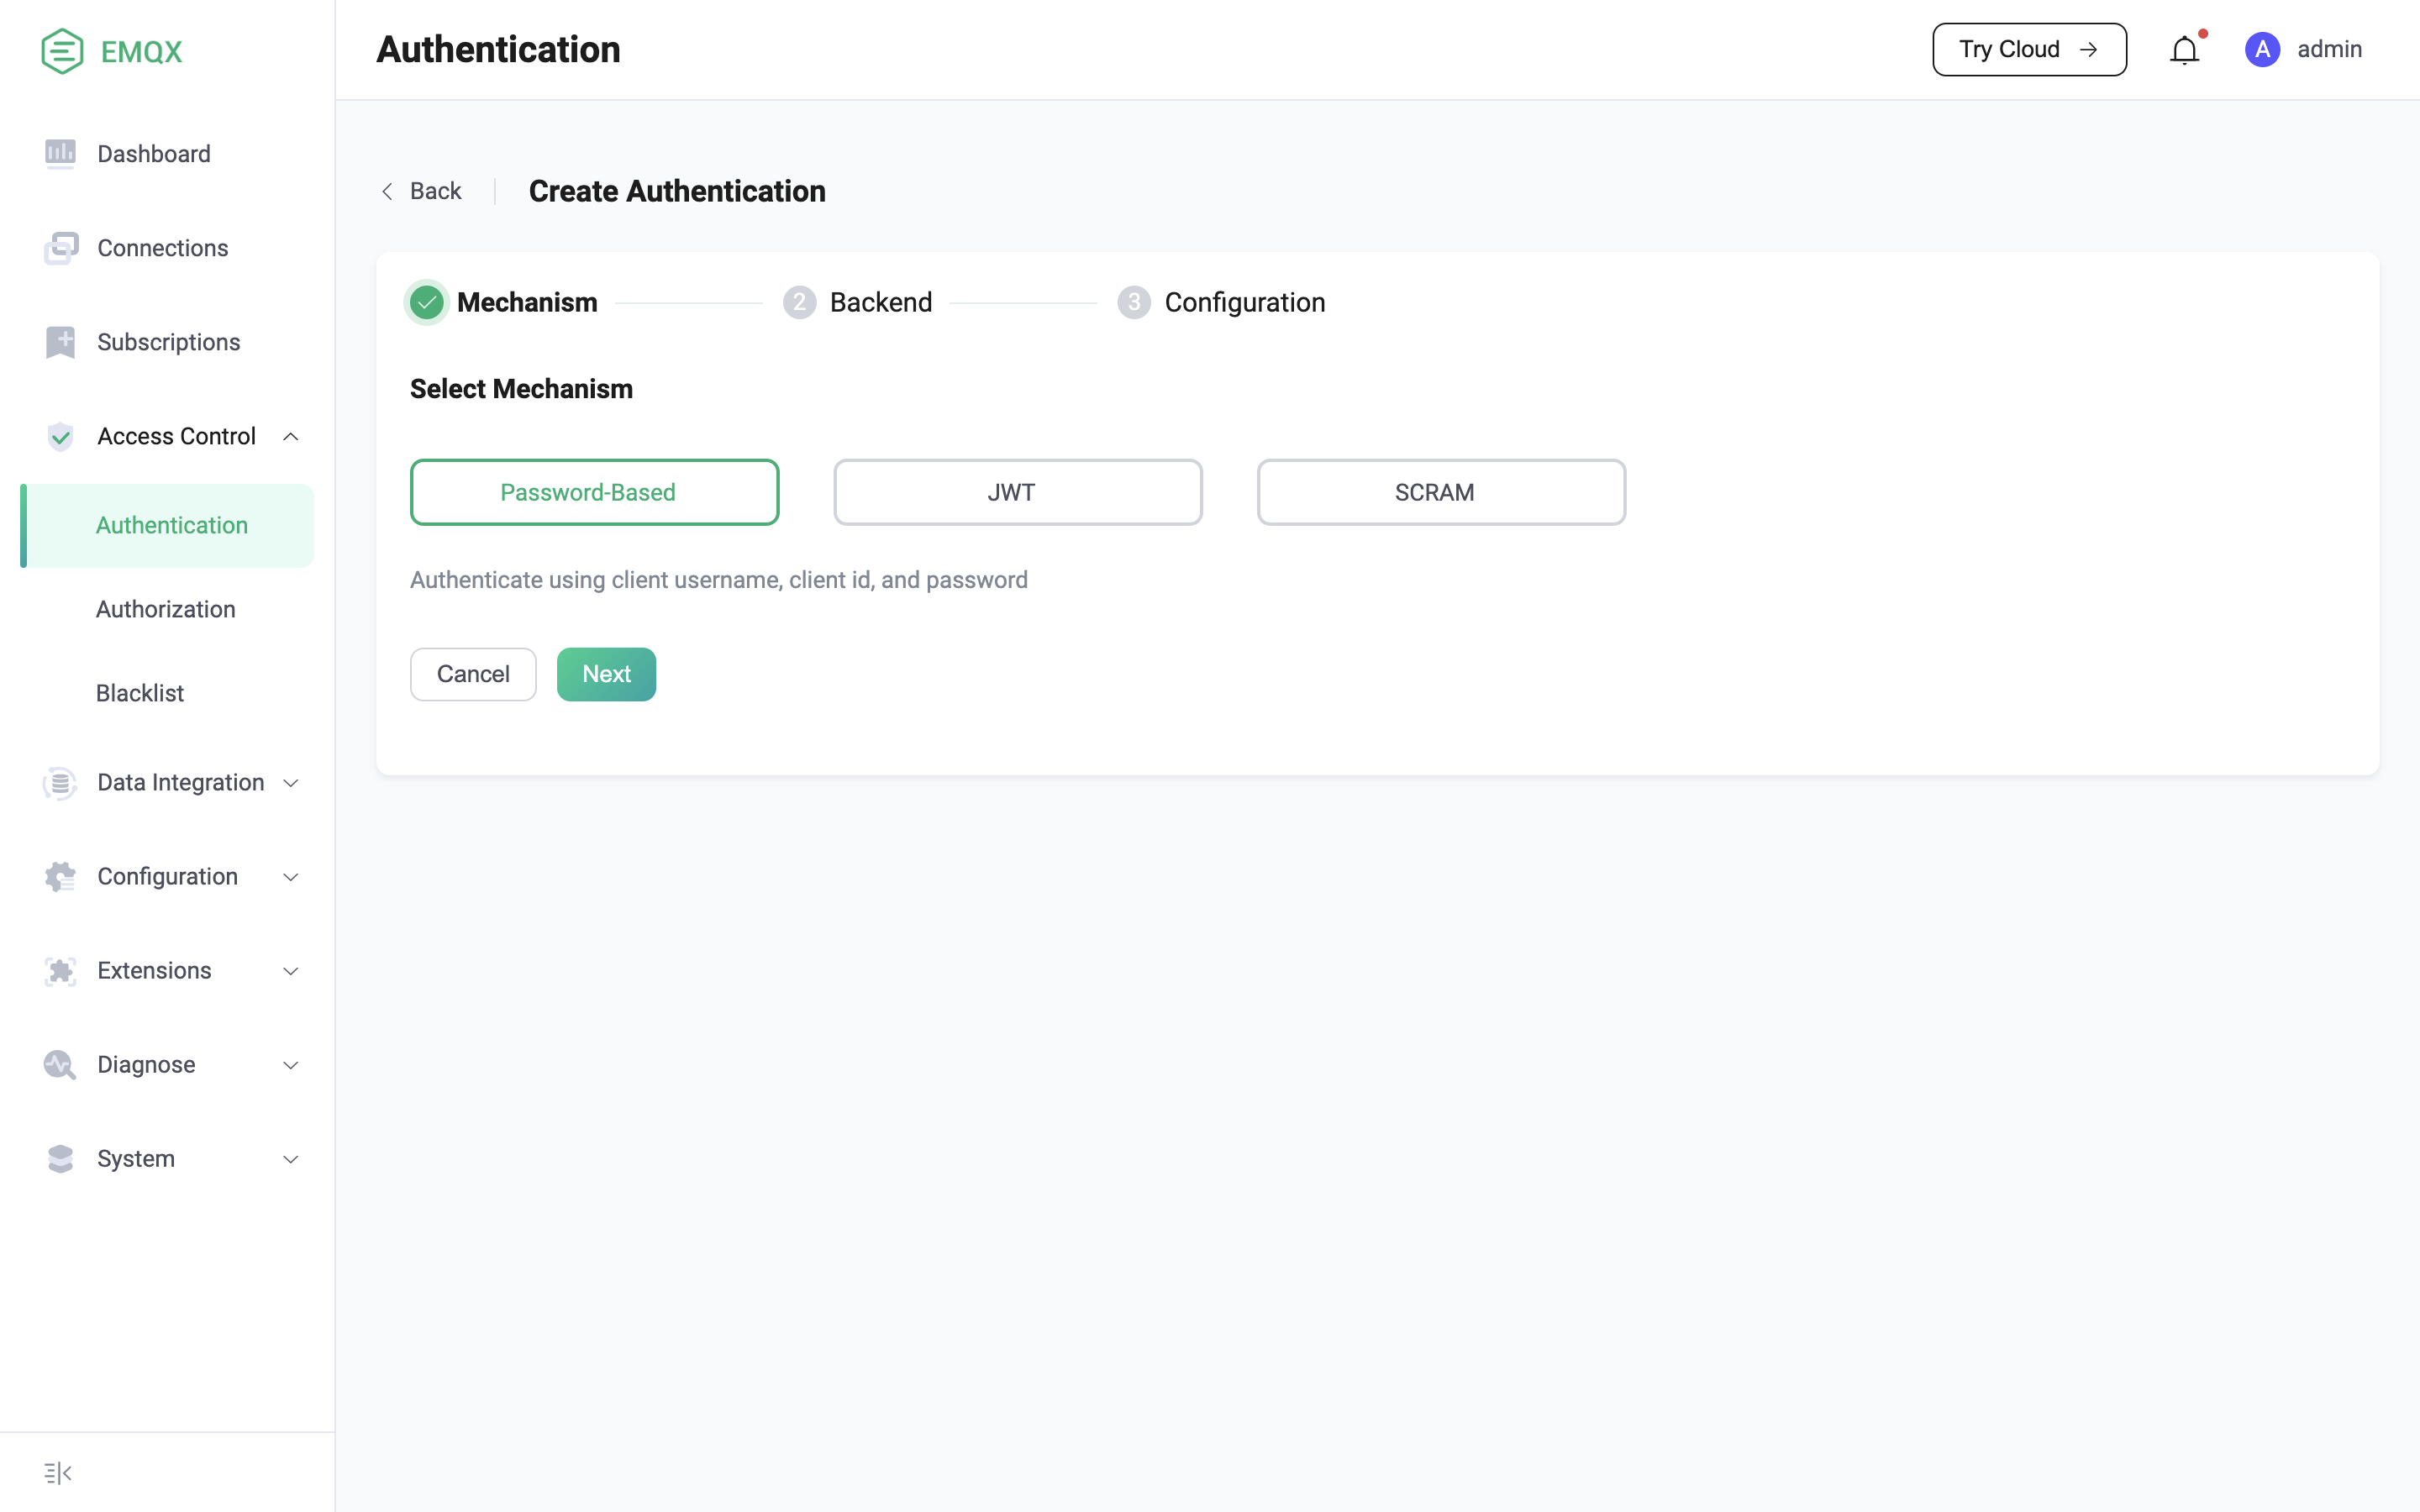 EMQX
Dashboard
Connections
Subscriptions
Access Control
Authentication
Authorization
Blacklist
Data Integration
Configuration
Extensions
Diagnose
System
Authentication
Try Cloud →
A admin
Back
Create Authentication
Mechanism
2 Backend
3 Configuration
Select Mechanism
Password-Based
JWT
SCRAM
Authenticate using client username, client id, and password
Cancel
Next